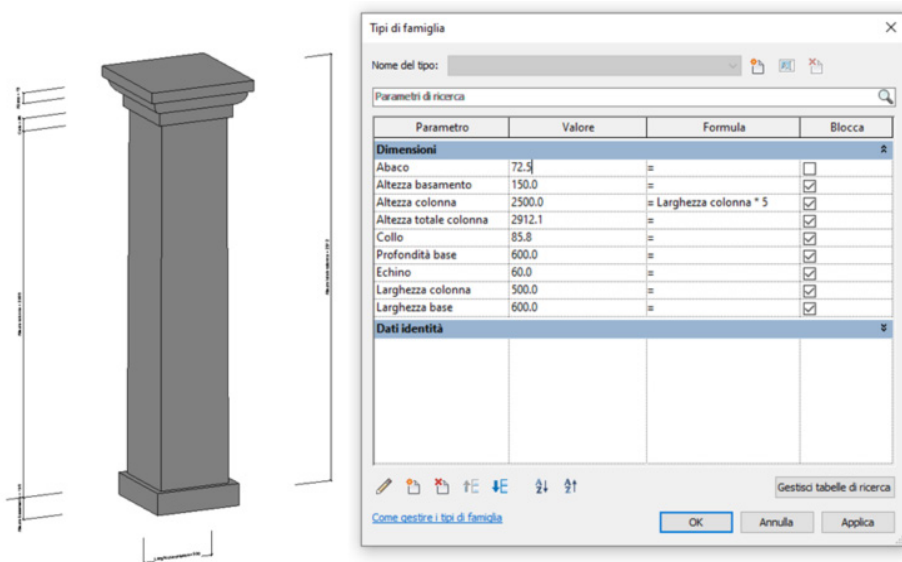 Tipi di famiglia
Nome del tipo:
Parametri di ricerca
Parametro Valore Formula Blocca
Dimensioni
Abaco 72.5 =
Altezza basamento 150.0 =
Altezza colonna 2500.0 = Larghezza colonna * 5
Altezza totale colonna 2912.1 =
Collo 85.8 =
Profondità base 600.0 =
Echino 60.0 =
Larghezza colonna 500.0 =
Larghezza base 600.0 =
Dati identità
Gestisci tabelle di ricerca
Come gestire i tipi di famiglia
OK Annulla Applica